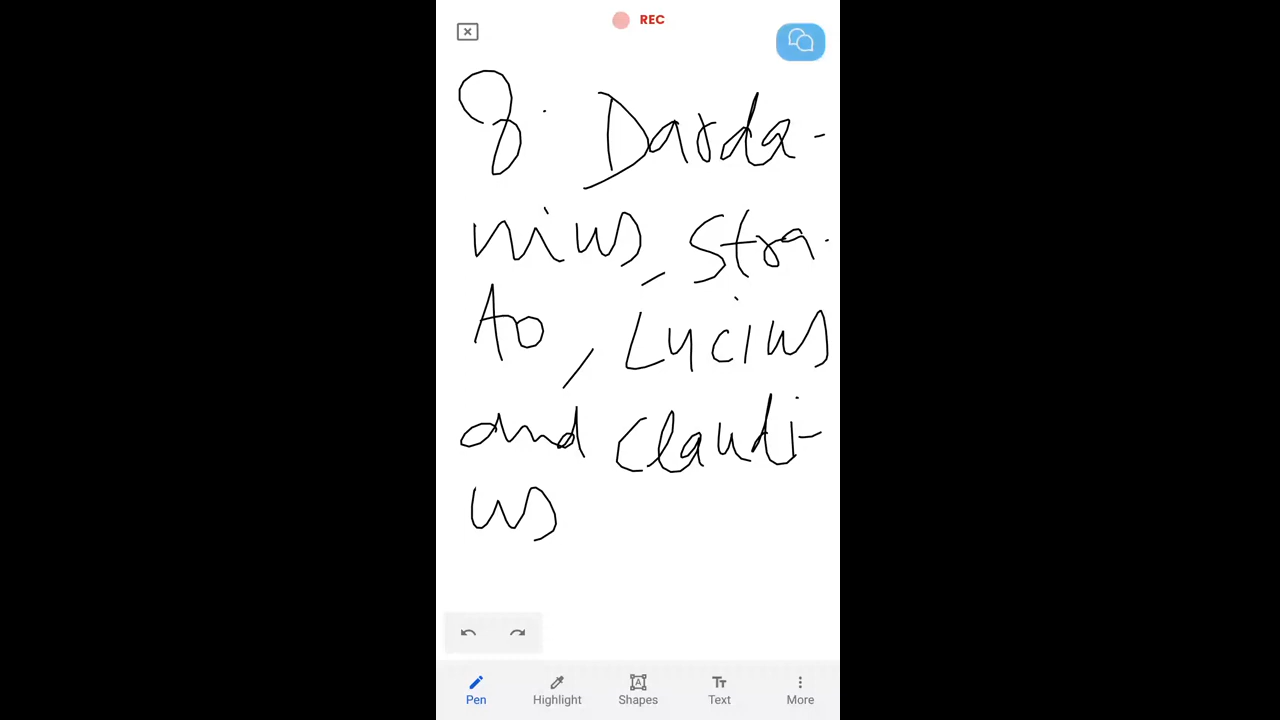 REC
8. Darda-
nius, Stra-
to, Lucius
and Claudi-
us
Pen Highlight Shapes Text More